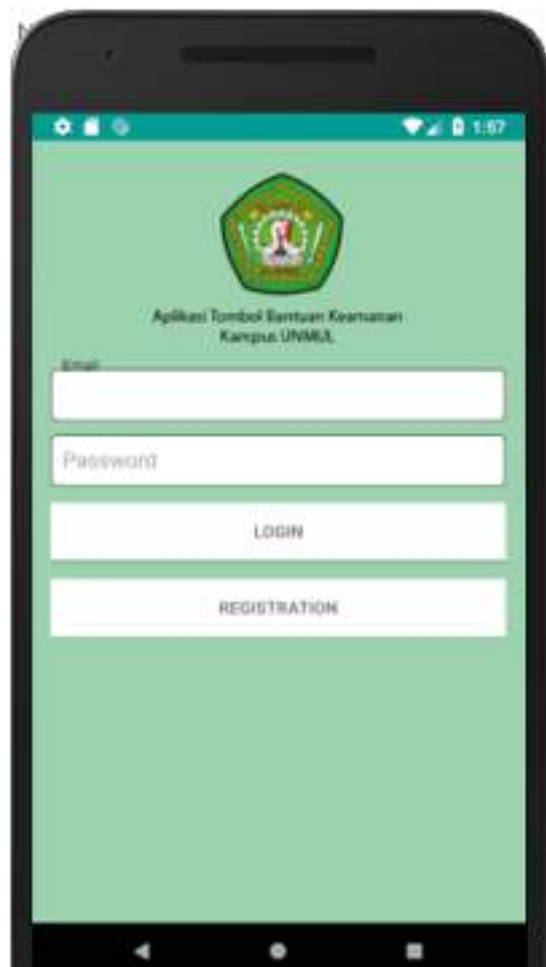 1:57
Aplikasi Tombol Bantuan Keamanan
Kampus UNMUL
Email
Password
LOGIN
REGISTRATION